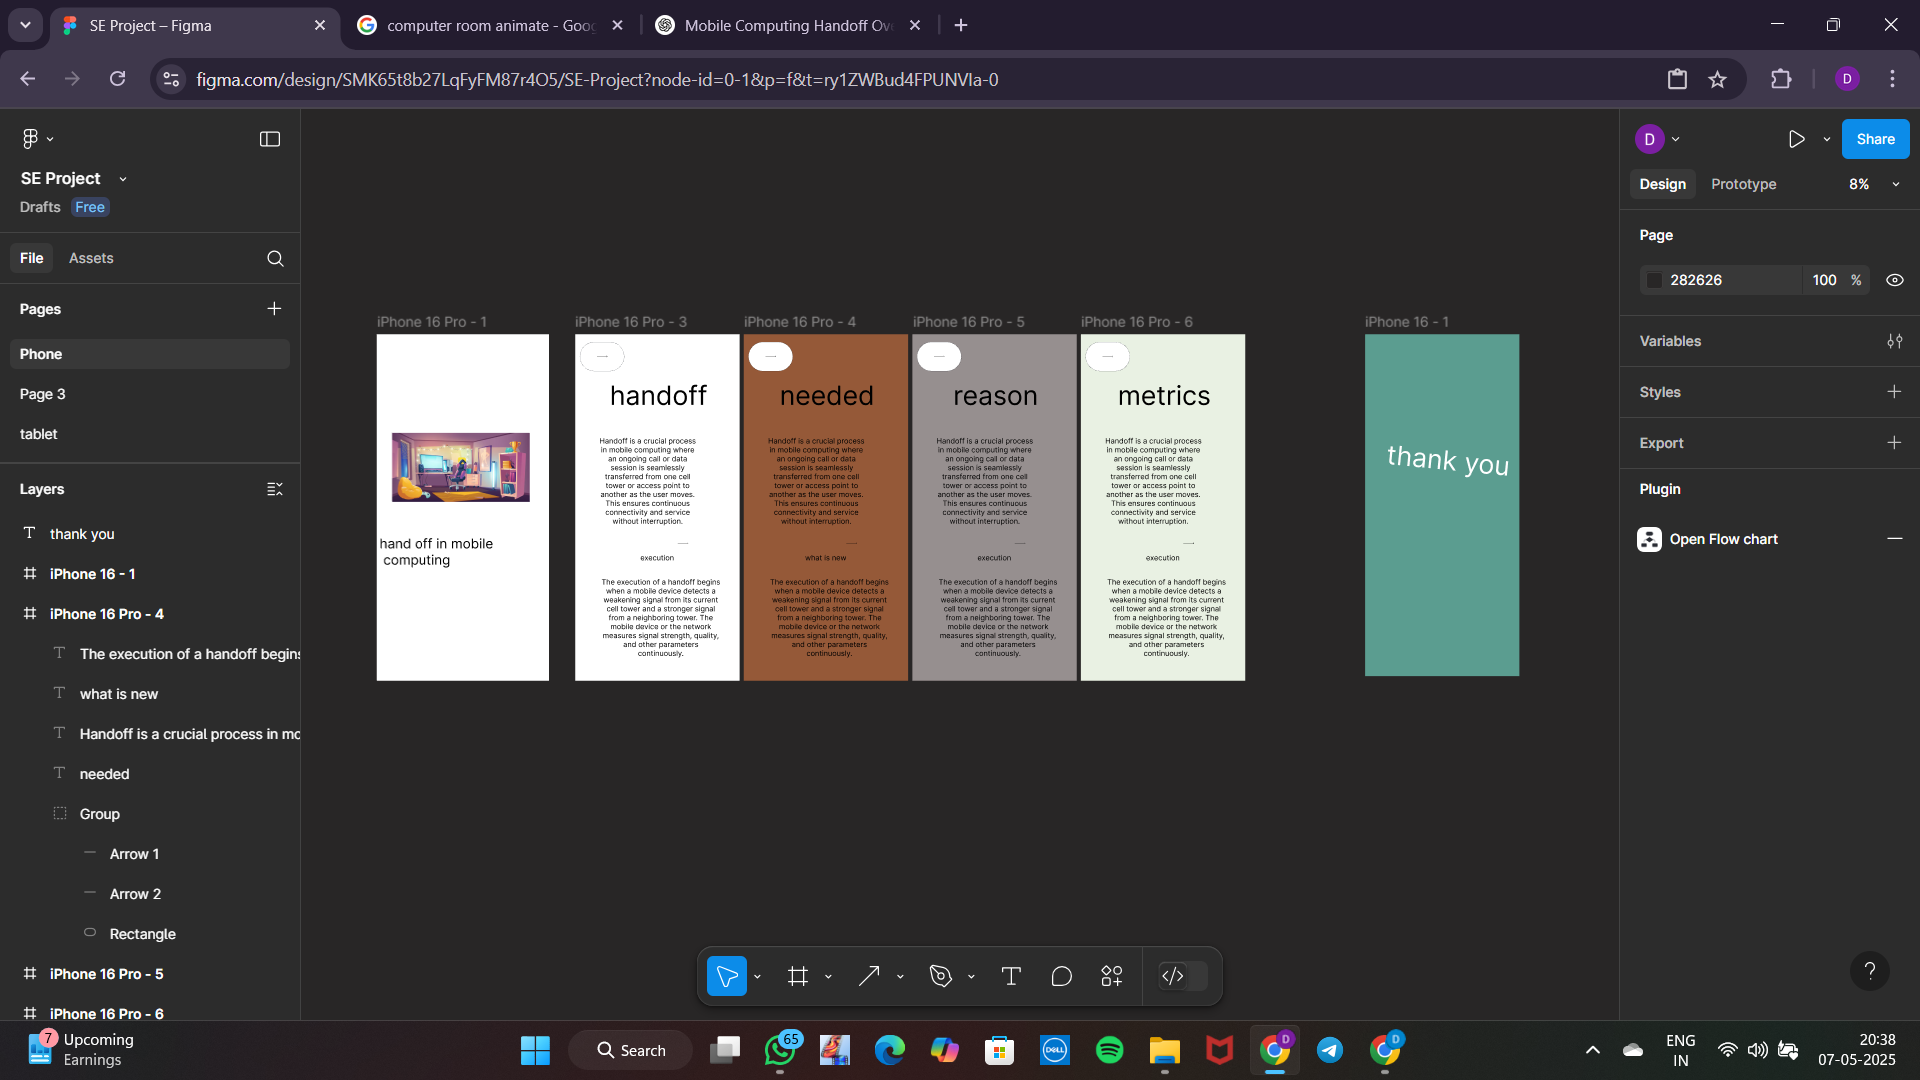 SE Project – Figma
computer room animate - Goo
Mobile Computing Handoff Ov
figma.com/design/SMK65t8b27LqFyFM87r4O5/SE-Project?node-id=0-1&p=f&t=ry1ZWBud4FPUNVIa-0
D
SE Project
Drafts Free
File Assets
Pages
Phone
Page 3
tablet
Layers
thank you
iPhone 16 - 1
iPhone 16 Pro - 4
The execution of a handoff begins
what is new
Handoff is a crucial process in mo
needed
Group
Arrow 1
Arrow 2
Rectangle
iPhone 16 Pro - 5
iPhone 16 Pro - 6
iPhone 16 Pro - 1
hand off in mobile
computing
iPhone 16 Pro - 3
handoff
Handoff is a crucial process
in mobile computing where
an ongoing call or data
session is seamlessly
transferred from one cell
tower or access point to
another as the user moves.
This ensures continuous
connectivity and service
without interruption.
execution
The execution of a handoff begins
when a mobile device detects a
weakening signal from its current
cell tower and a stronger signal
from a neighboring tower. The
mobile device or the network
measures signal strength, quality,
and other parameters
continuously.
iPhone 16 Pro - 4
needed
Handoff is a crucial process
in mobile computing where
an ongoing call or data
session is seamlessly
transferred from one cell
tower or access point to
another as the user moves.
This ensures continuous
connectivity and service
without interruption.
what is new
The execution of a handoff begins
when a mobile device detects a
weakening signal from its current
cell tower and a stronger signal
from a neighboring tower. The
mobile device or the network
measures signal strength, quality,
and other parameters
continuously.
iPhone 16 Pro - 5
reason
Handoff is a crucial process
in mobile computing where
an ongoing call or data
session is seamlessly
transferred from one cell
tower or access point to
another as the user moves.
This ensures continuous
connectivity and service
without interruption.
execution
The execution of a handoff begins
when a mobile device detects a
weakening signal from its current
cell tower and a stronger signal
from a neighboring tower. The
mobile device or the network
measures signal strength, quality,
and other parameters
continuously.
iPhone 16 Pro - 6
metrics
Handoff is a crucial process
in mobile computing where
an ongoing call or data
session is seamlessly
transferred from one cell
tower or access point to
another as the user moves.
This ensures continuous
connectivity and service
without interruption.
execution
The execution of a handoff begins
when a mobile device detects a
weakening signal from its current
cell tower and a stronger signal
from a neighboring tower. The
mobile device or the network
measures signal strength, quality,
and other parameters
continuously.
iPhone 16 - 1
thank you
D
Share
Design Prototype 8%
Page
282626 100 %
Variables
Styles
Export
Plugin
Open Flow chart
?
7
Upcoming
Earnings
Search
65
DELL
D
D
ENG
IN
20:38
07-05-2025